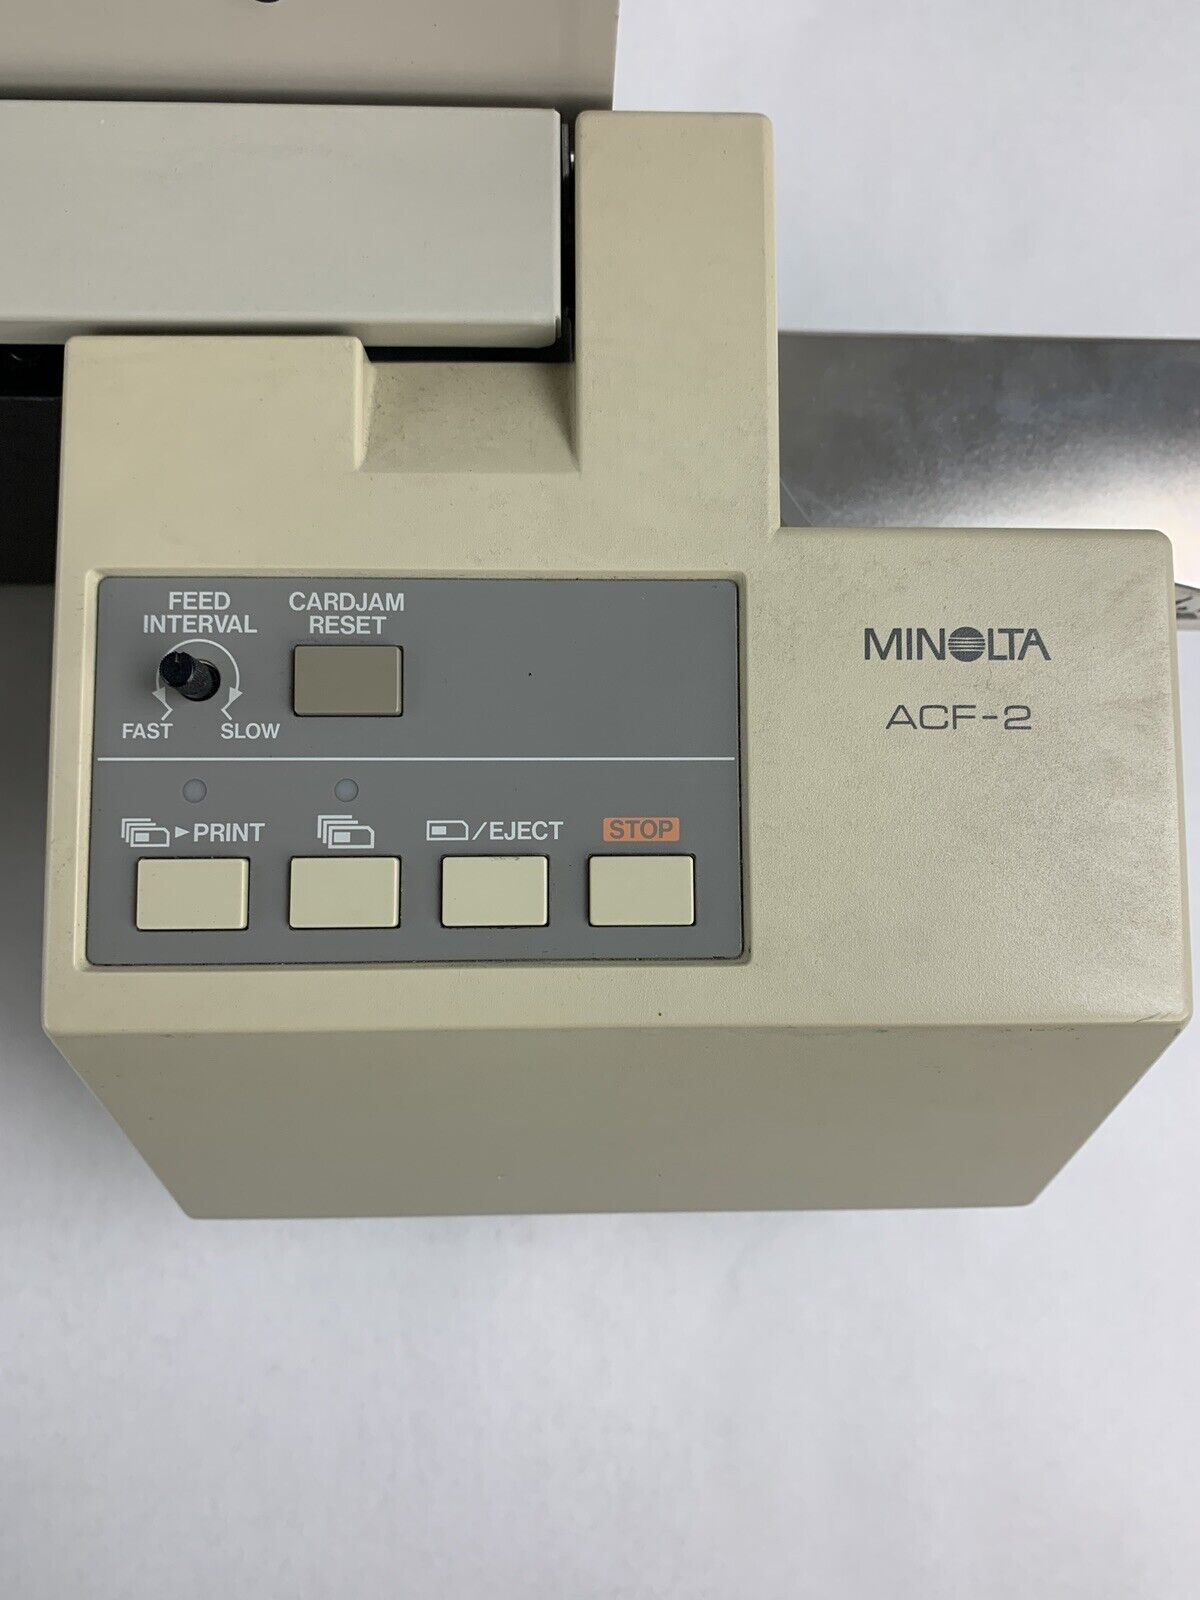 FEED
INTERVAL
CARDJAM
RESET
FAST
SLOW
PRINT
/EJECT
STOP
MINOLTA
ACF-2